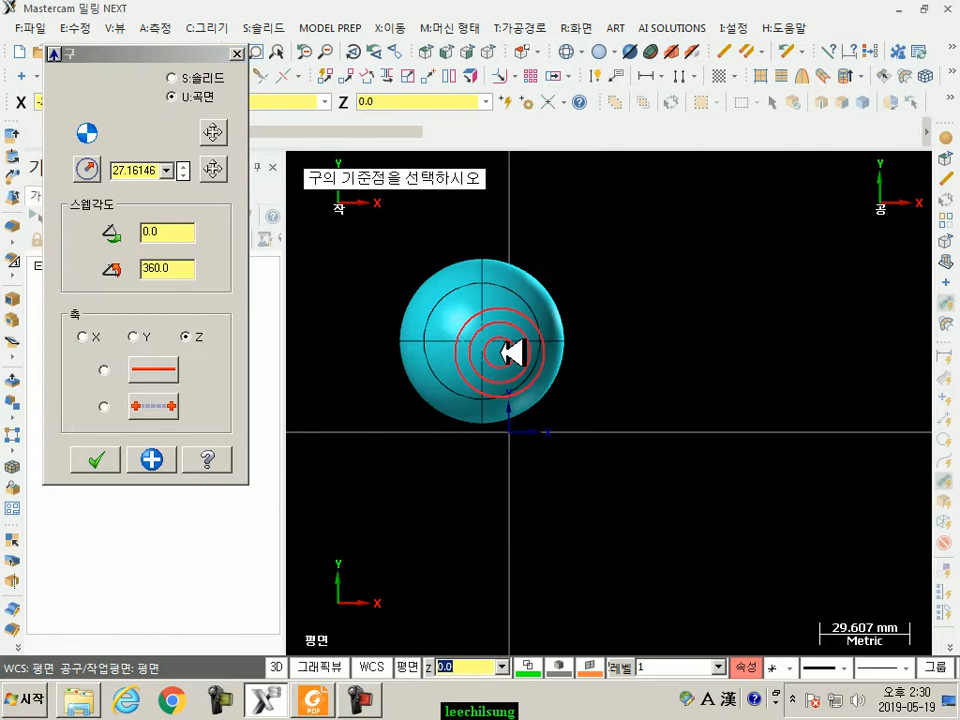 Mastercam 밀링 NEXT
F:파일 E:수정 V:뷰 A:측정 C:그리기 S:솔리드 MODEL PREP X:이동 M:머신 형태 T:가공경로 R:화면 ART AI SOLUTIONS I:설정 H:도움말
구
S:솔리드
U:곡면
X
Z 0.0
27.16146
스웹각도
0.0
360.0
축
X Y Z
구의 기준점을 선택하시오
Y
X
작
Y
X
공
X
Y
X
평면
29.607 mm
Metric
WCS: 평면 공구/작업평면: 평면
3D 그래픽뷰 WCS 평면 Z 0.0 레벨 1 속성 그룹
시작
PDF
A 漢
오후 2:30
2019-05-19
leechilsung